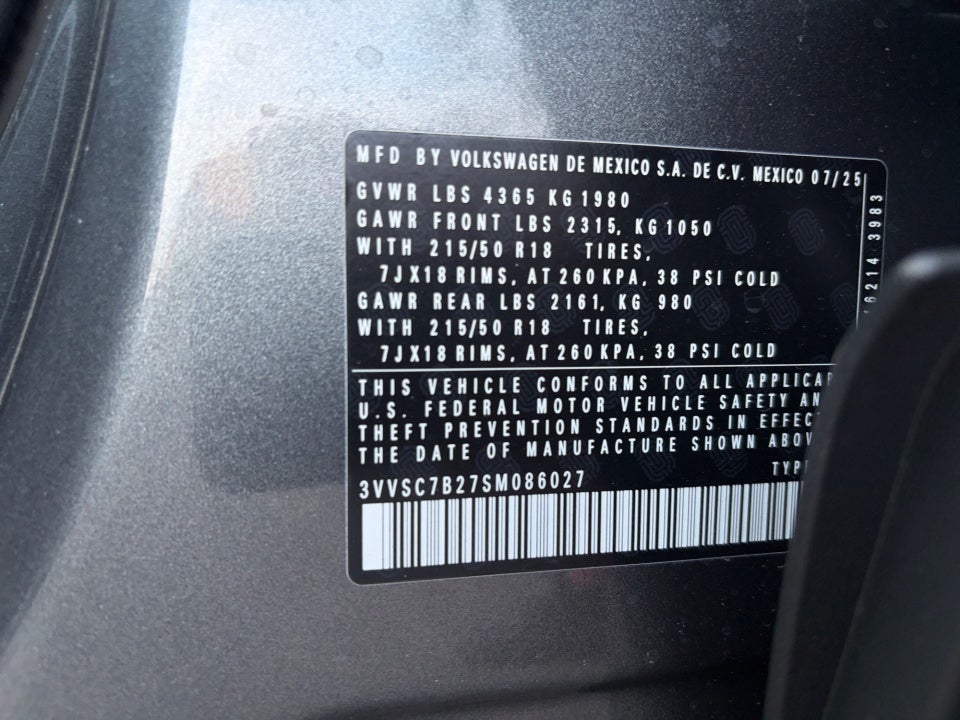 MFD BY VOLKSWAGEN DE MEXICO S.A. DE C.V. MEXICO 07/25
GVWR LBS 4365 KG 1980
GAWR FRONT LBS 2315, KG 1050
WITH 215/50 R18 TIRES,
7JX18 RIMS, AT 260 KPA, 38 PSI COLD
GAWR REAR LBS 2161, KG 980
WITH 215/50 R18 TIRES,
7JX18 RIMS, AT 260 KPA, 38 PSI COLD
THIS VEHICLE CONFORMS TO ALL
U.S. FEDERAL MOTOR VEHICLE SAFETY
THEFT PREVENTION STANDARDS IN
THE DATE OF MANUFACTURE SHOWN
3VVSC7B27SM086027
3983